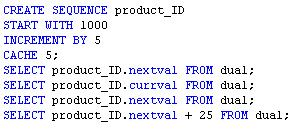 CREATE SEQUENCE product_ID
START WITH 1000
INCREMENT BY 5
CACHE 5;
SELECT product_ID.nextval FROM dual;
SELECT product_ID.currval FROM dual;
SELECT product_ID.nextval FROM dual;
SELECT product_ID.nextval + 25 FROM dual;